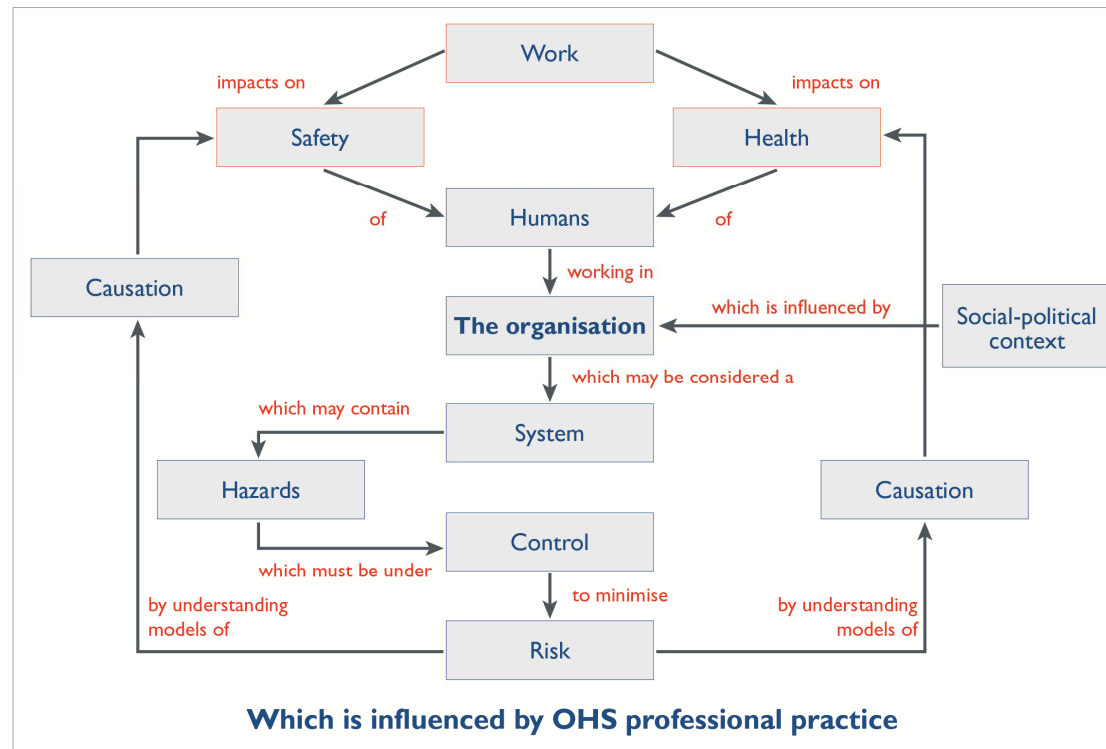 Work
impacts on
impacts on
Safety
Health
of
Humans
of
working in
Causation
The organisation
which is influenced by
Social-political
context
which may be considered a
which may contain
System
Hazards
Causation
Control
which must be under
to minimise
by understanding
models of
by understanding
models of
Risk
Which is influenced by OHS professional practice